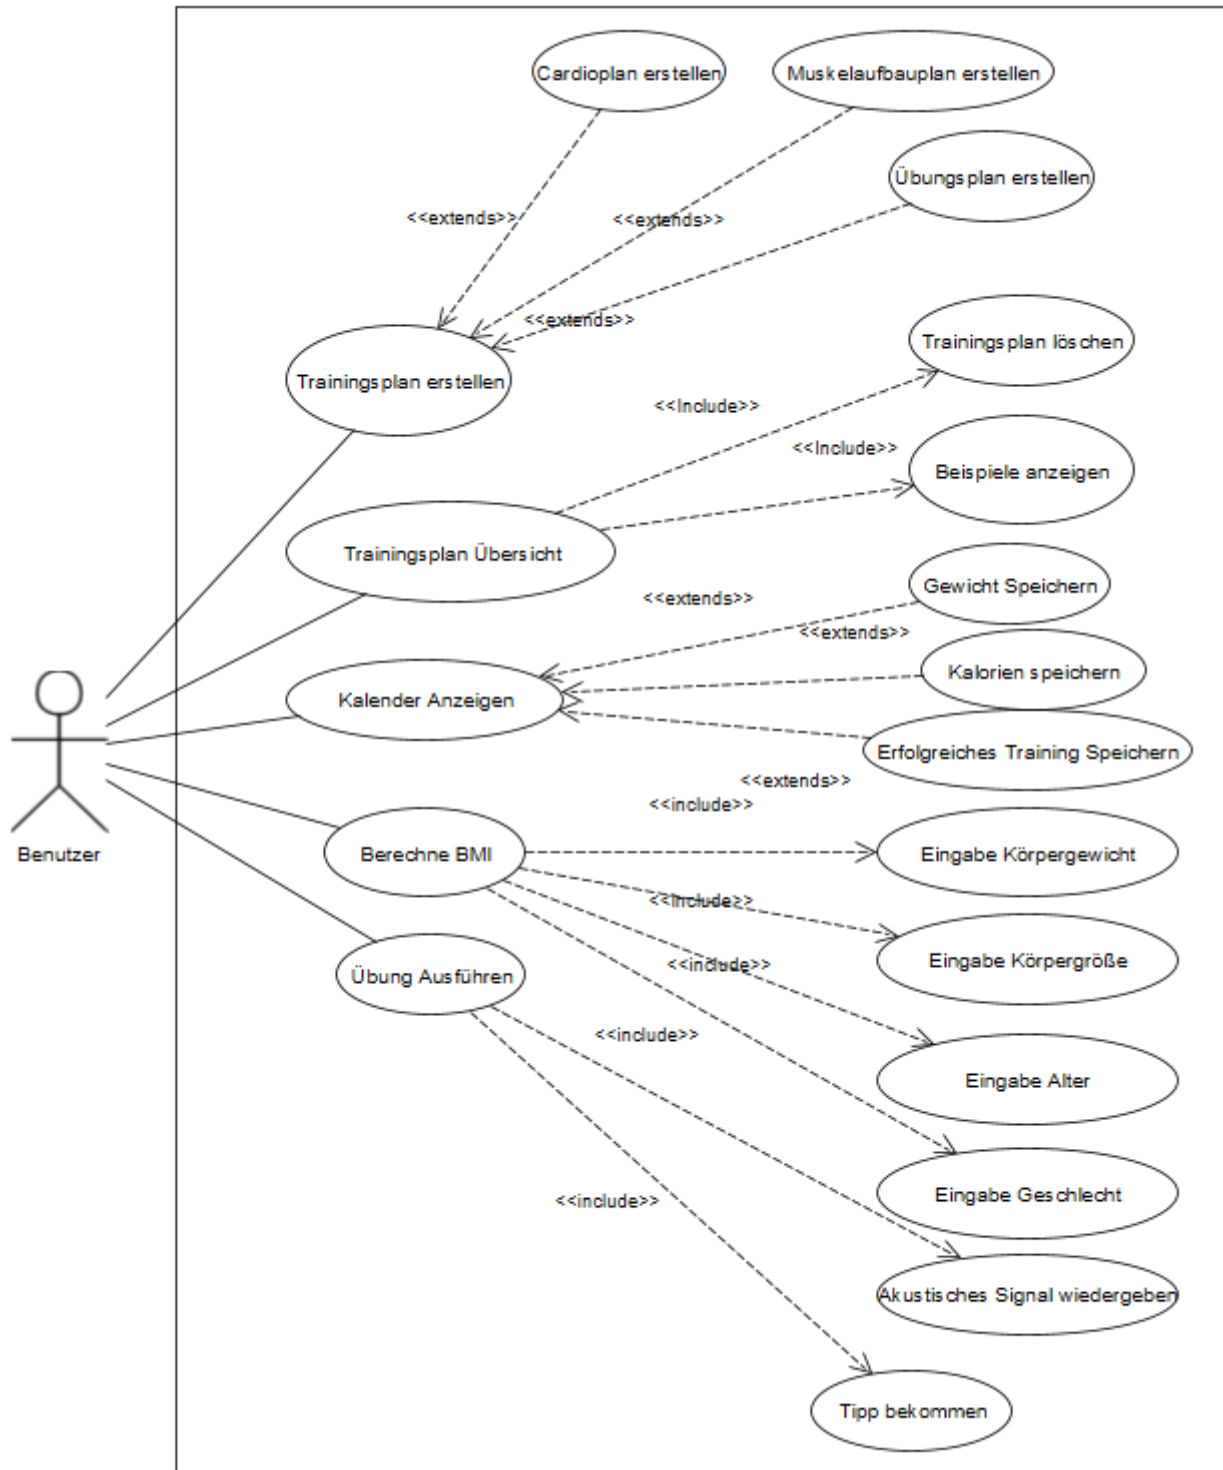 Cardioplan erstellen
Muskelaufbauplan erstellen
Übungsplan erstellen
<<extends>>
<<extends>>
<<extends>>
Trainingsplan löschen
Trainingsplan erstellen
<<Include>>
<<Include>>
Beispiele anzeigen
Trainingsplan Übersicht
Gewicht Speichern
<<extends>>
<<extends>>
Kalorien speichern
Kalender Anzeigen
Erfolgreiches Training Speichern
<<extends>>
<<include>>
Benutzer
Berechne BMI
Eingabe Körpergewicht
<<include>>
Eingabe Körpergröße
<<include>>
Übung Ausführen
<<include>>
Eingabe Alter
Eingabe Geschlecht
<<include>>
Akustisches Signal wiedergeben
Tipp bekommen